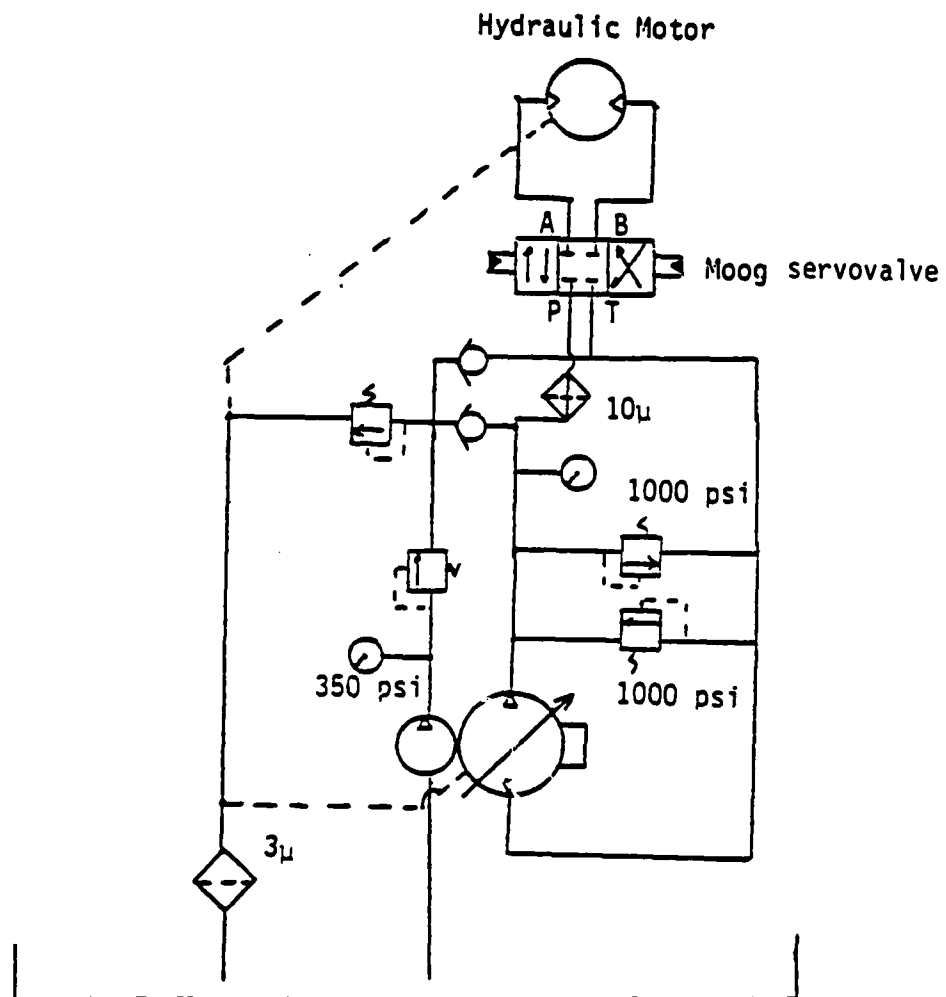 Hydraulic Motor
A B
Moog servovalve
P T
10μ
1000 psi
350 psi
1000 psi
3μ